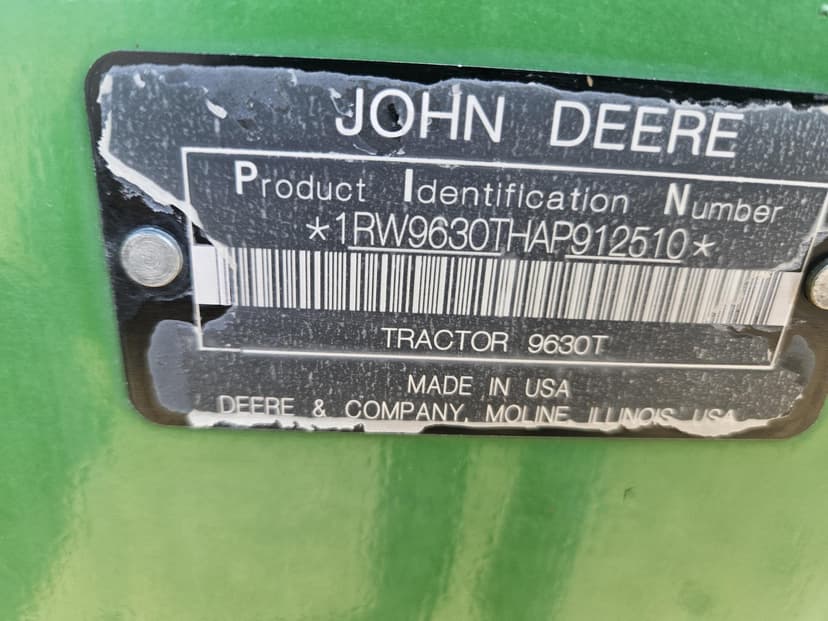 JOHN DEERE
Product Identification Number
*1RW9630THAP912510*
TRACTOR 9630T
MADE IN USA
DEERE & COMPANY, MOLINE, ILLINOIS, USA